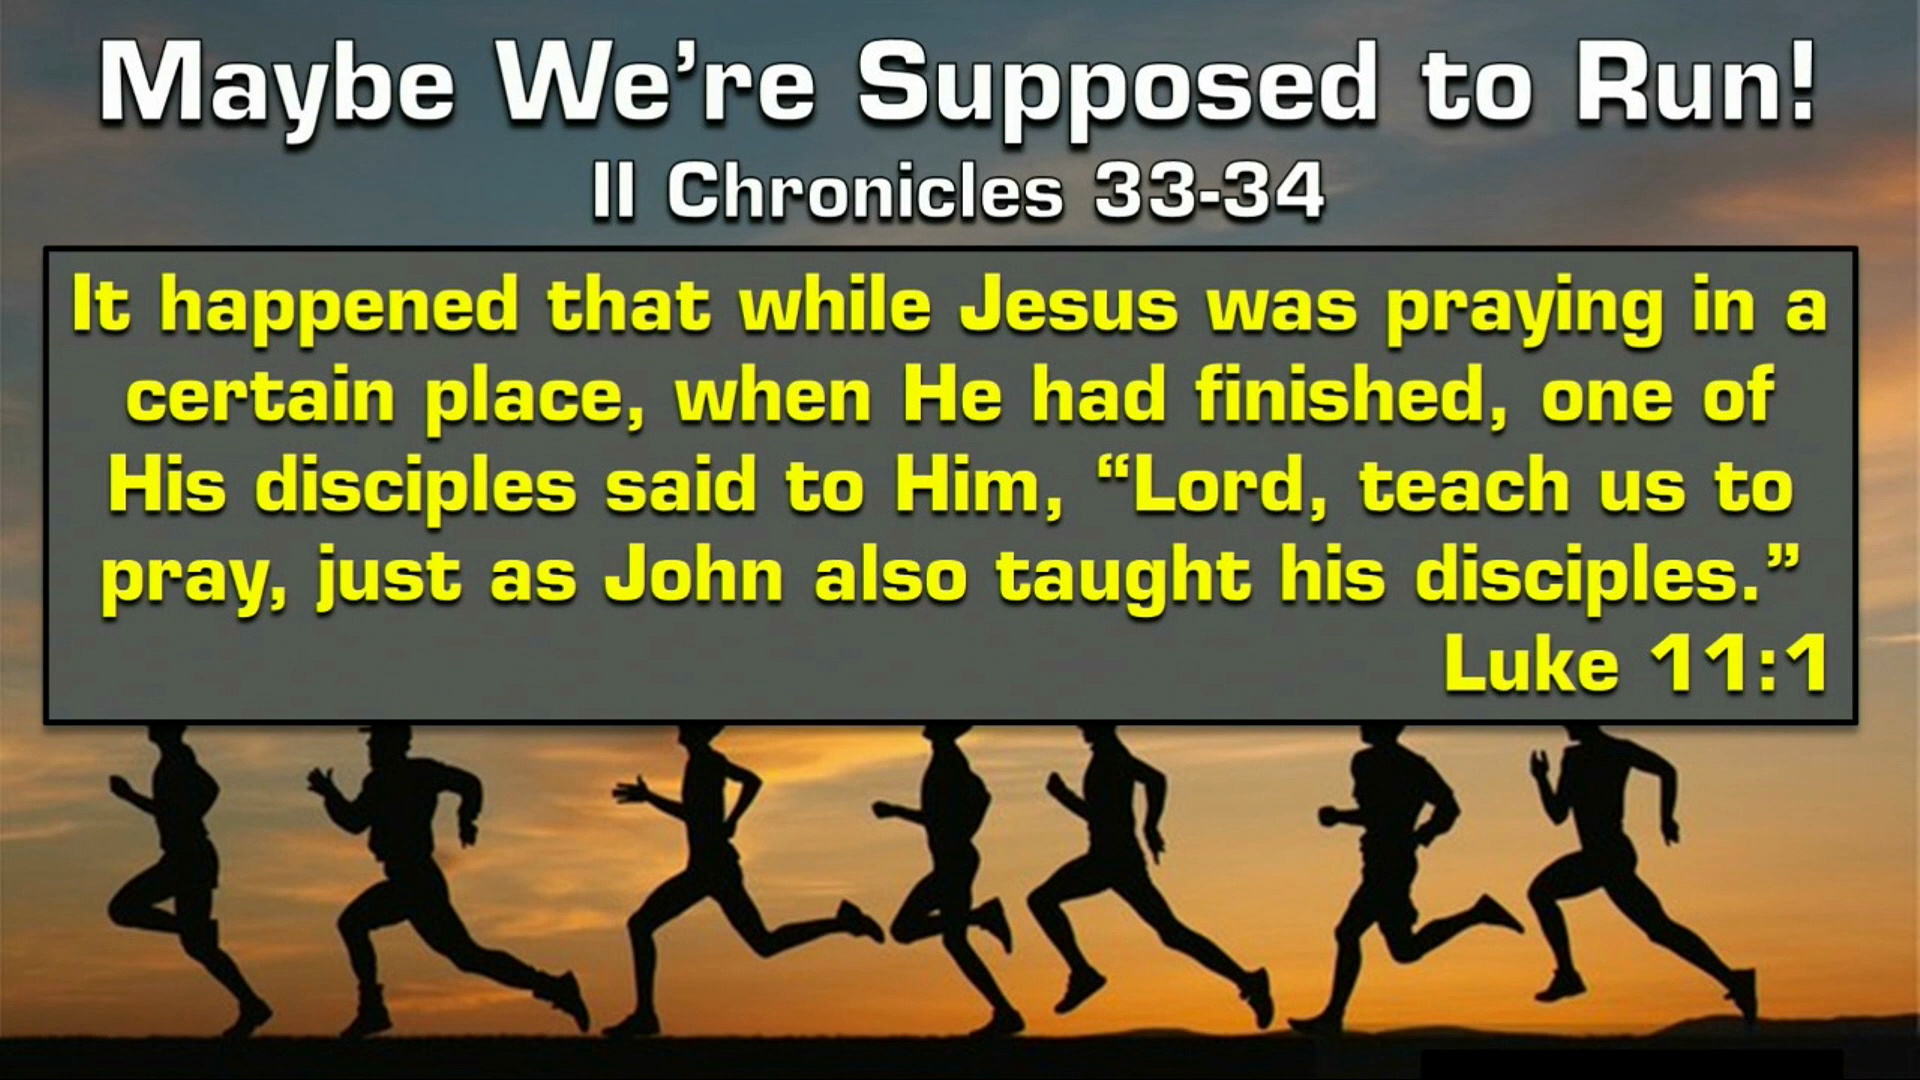 Maybe We’re Supposed to Run!
II Chronicles 33-34
It happened that while Jesus was praying in a
certain place, when He had finished, one of
His disciples said to Him, “Lord, teach us to
pray, just as John also taught his disciples.”
Luke 11:1